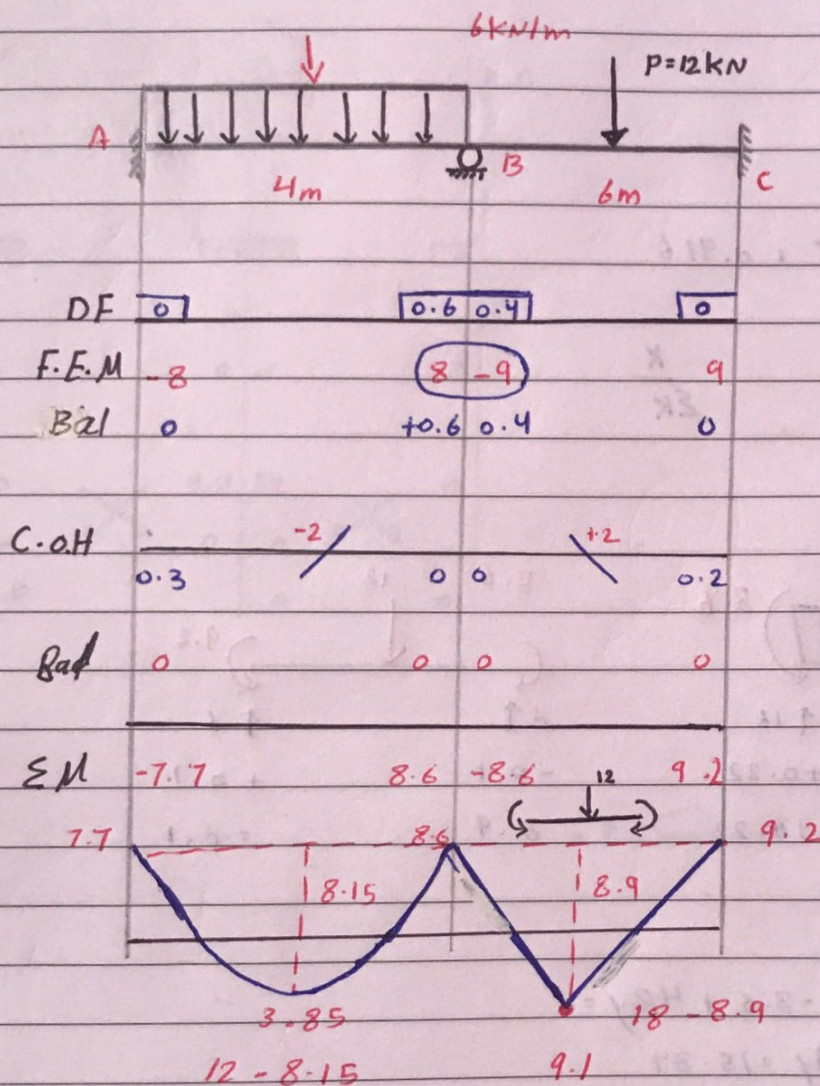 6kN/m
P=12kN
A B C
4m 6m
DF 0 0.6 0.4 0
F.E.M -8 8 -9 9
Bal 0 +0.6 0.4 0
C.O.H -2 +2
0.3 0 0 0.2
Bal 0 0 0 0
ΣM -7.7 8.6 -8.6 12 9.2
7.7 8.6 9.2
8.15 8.9
3.85 18-8.9
12-8.15 9.1